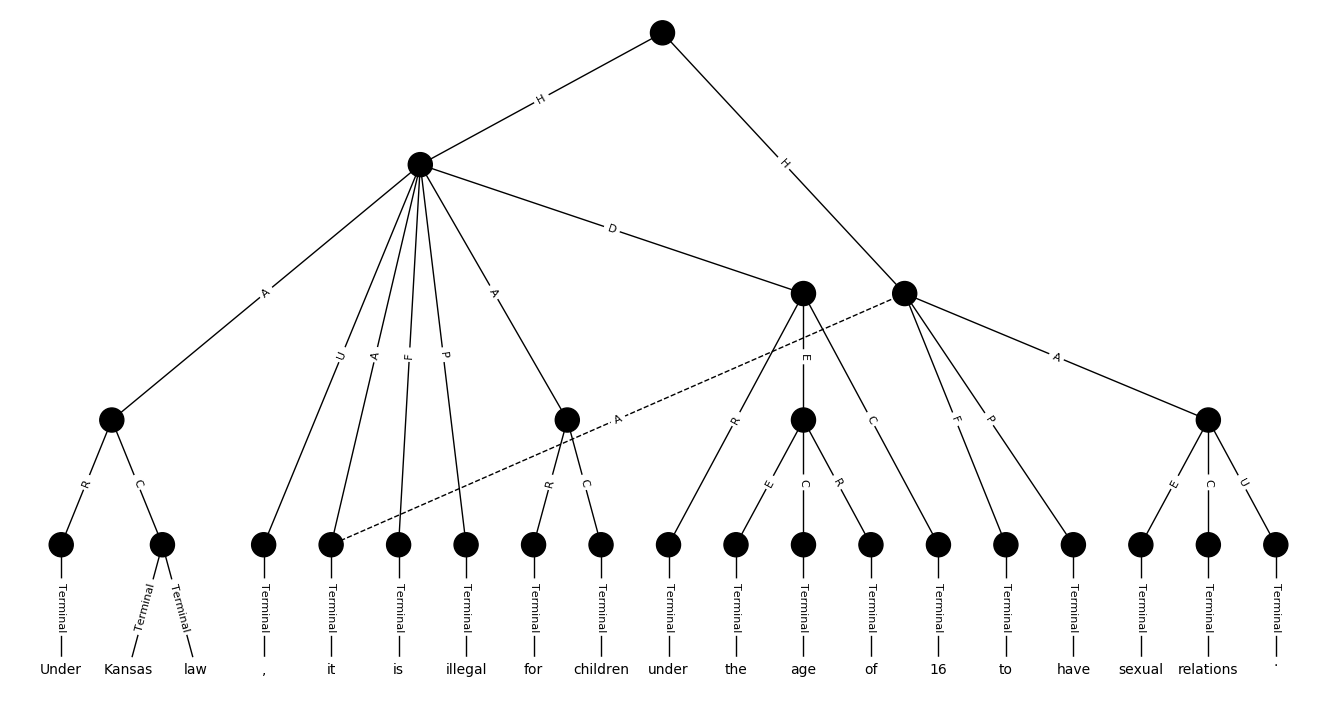 H
H
D
A
A
U
A
F
P
E
A
A
R
C
F
P
R
C
R
C
E
C
R
E
C
U
Terminal Terminal Terminal Terminal Terminal Terminal Terminal Terminal Terminal Terminal Terminal Terminal Terminal Terminal Terminal Terminal Terminal Terminal Terminal
Under Kansas law , it is illegal for children under the age of 16 to have sexual relations .